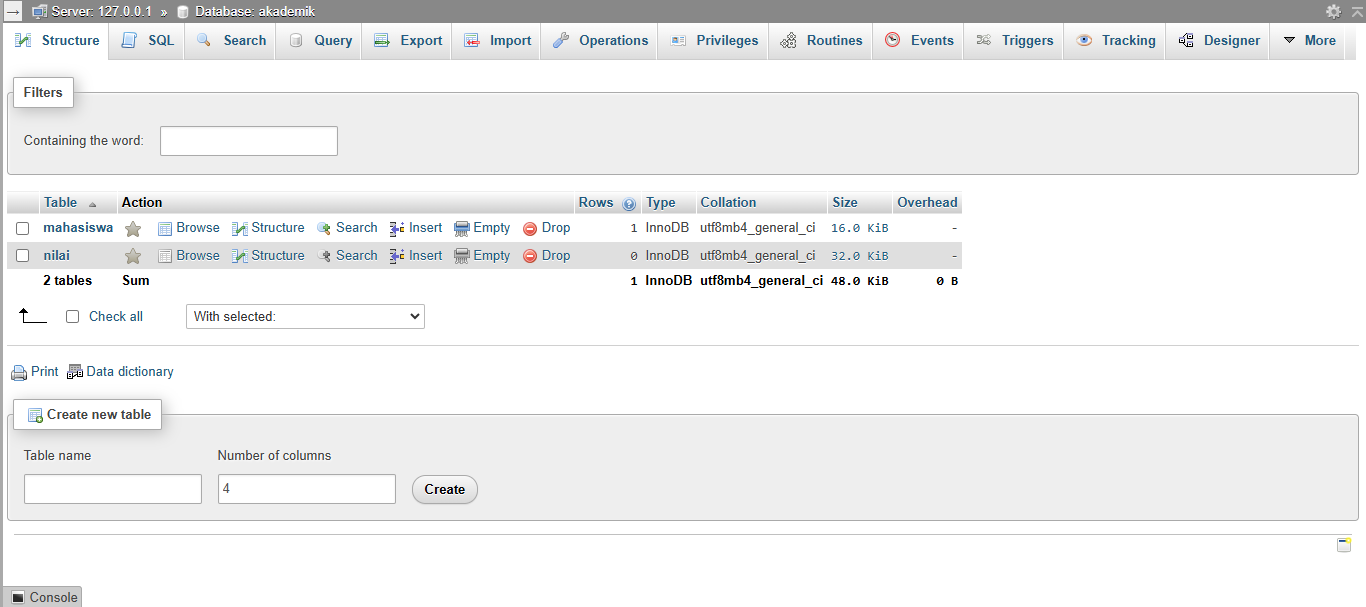 Server: 127.0.0.1 » Database: akademik
Structure SQL Search Query Export Import Operations Privileges Routines Events Triggers Tracking Designer More
Filters
Containing the word:
Table Action Rows Type Collation Size Overhead
mahasiswa Browse Structure Search Insert Empty Drop 1 InnoDB utf8mb4_general_ci 16.0 KiB -
nilai Browse Structure Search Insert Empty Drop 0 InnoDB utf8mb4_general_ci 32.0 KiB -
2 tables Sum 1 InnoDB utf8mb4_general_ci 48.0 KiB 0 B
Check all With selected:
Print Data dictionary
Create new table
Table name Number of columns
4 Create
Console